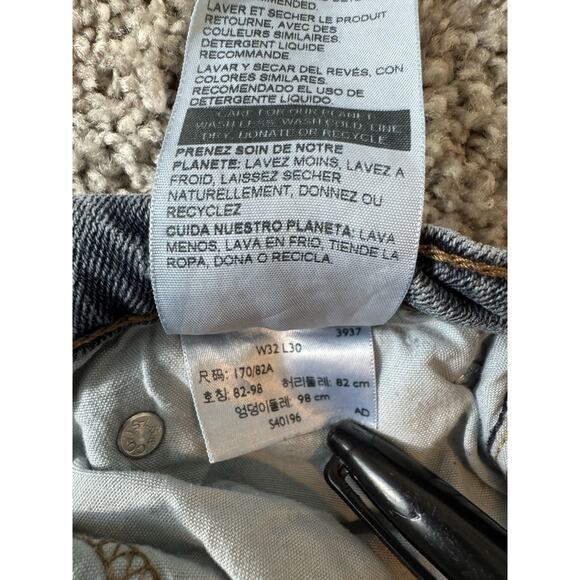 LAVER ET SÉCHER LE PRODUIT
RETOURNE, AVEC DES
COULEURS SIMILAIRES.
DETERGENT LIQUIDE
RECOMMANDE
LAVAR Y SECAR DEL REVÉS, CON
COLORES SIMILARES.
RECOMENDADO EL USO DE
DETERGENTE LÍQUIDO.
CARE FOR OUR PLANET
WASH LESS, WASH COLD, LINE
DRY, DONATE OR RECYCLE
PRENEZ SOIN DE NOTRE
PLANETE: LAVEZ MOINS, LAVEZ A
FROID, LAISSEZ SECHER
NATURELLEMENT, DONNEZ OU
RECYCLEZ
CUIDA NUESTRO PLANETA: LAVA
MENOS, LAVA EN FRIO, TIENDE LA
ROPA, DONA O RECICLA.
3937
W32 L30
尺码: 170/82A
호칭: 82-98 허리둘레: 82 cm
엉덩이둘레: 98 cm
S40196 AD